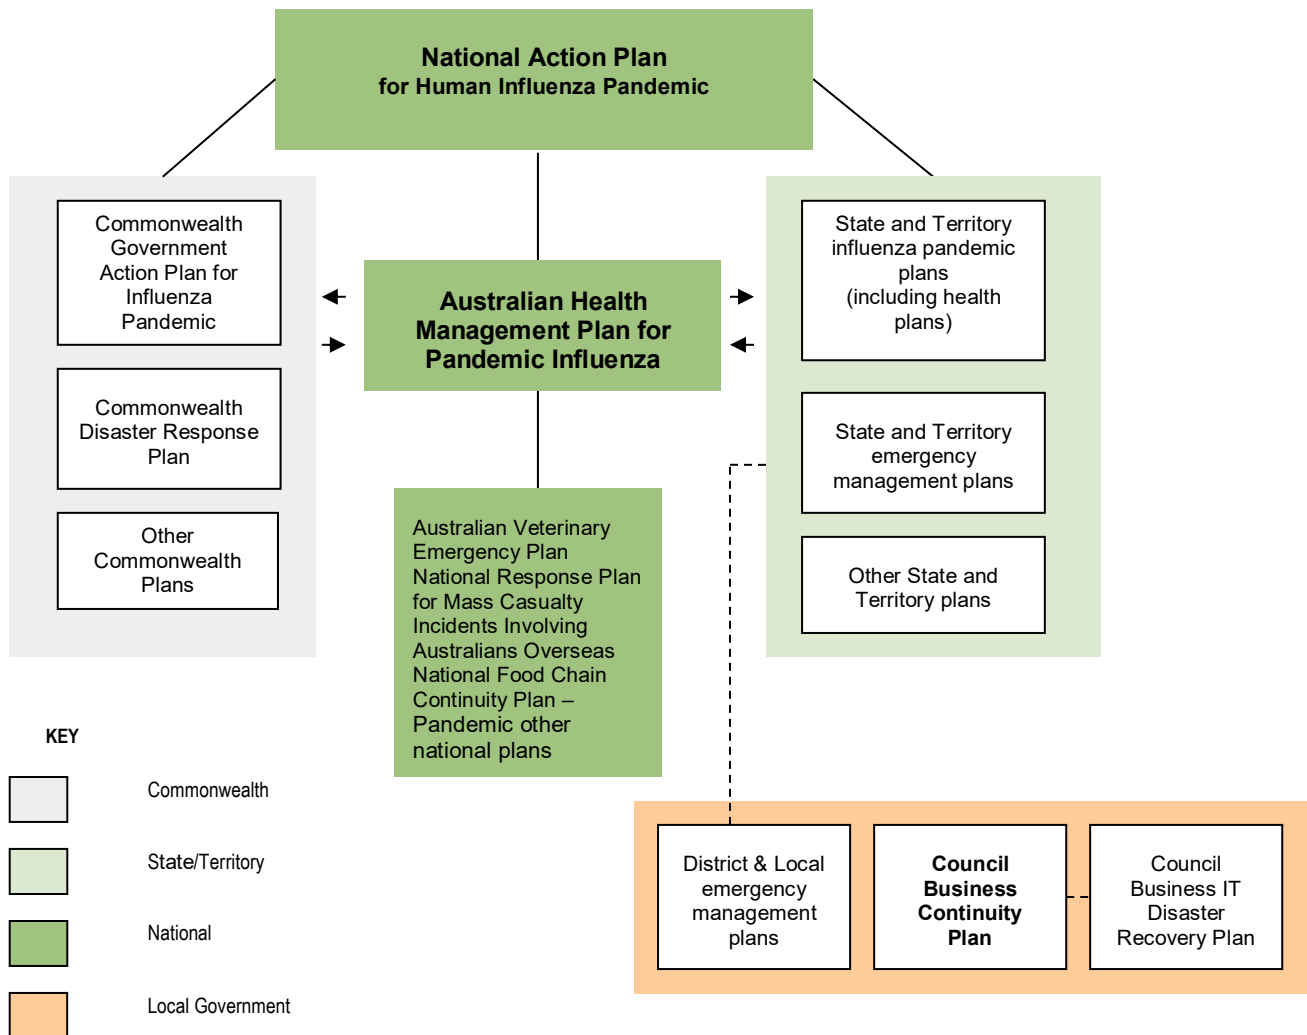 National Action Plan
for Human Influenza Pandemic
Commonwealth
Government
Action Plan for
Influenza
Pandemic
Commonwealth
Disaster Response
Plan
Other
Commonwealth
Plans
Australian Health
Management Plan for
Pandemic Influenza
Australian Veterinary
Emergency Plan
National Response Plan
for Mass Casualty
Incidents Involving
Australians Overseas
National Food Chain
Continuity Plan –
Pandemic other
national plans
State and Territory
influenza pandemic
plans
(including health
plans)
State and Territory
emergency
management plans
Other State and
Territory plans
KEY
Commonwealth
State/Territory
National
Local Government
District & Local
emergency
management
plans
Council
Business
Continuity
Plan
Council
Business IT
Disaster
Recovery Plan